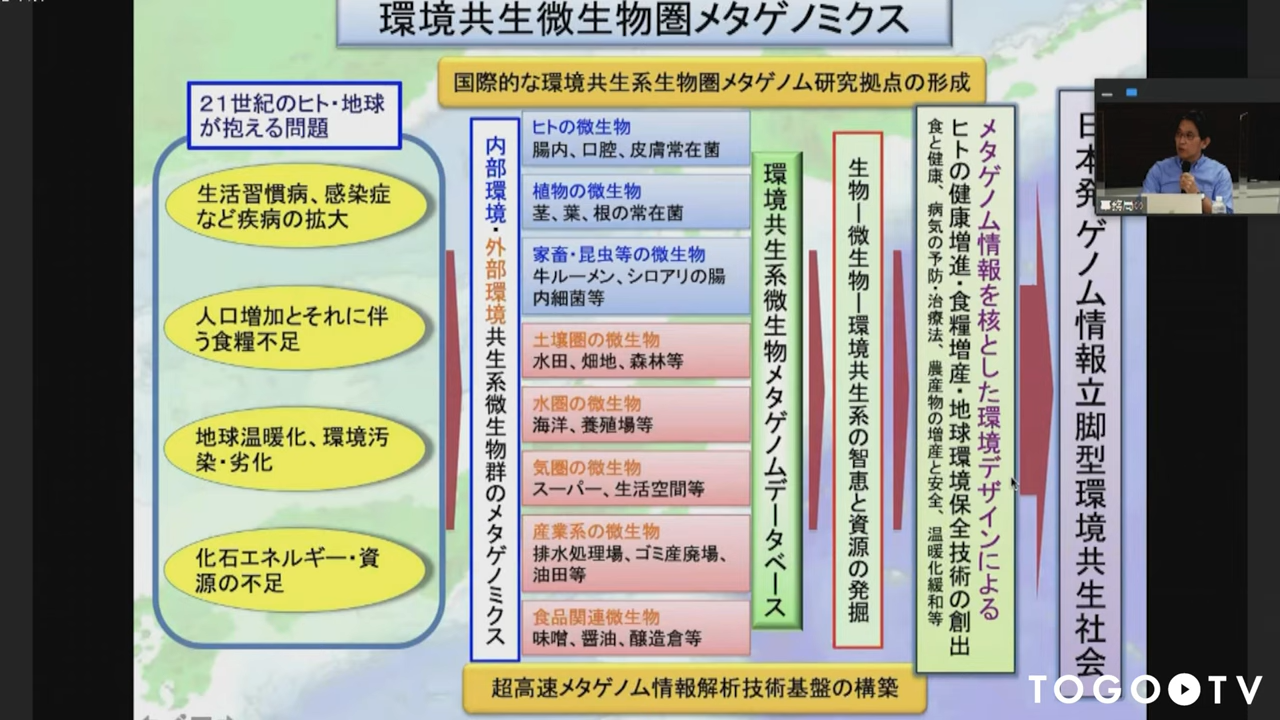 環境共生微生物圏メタゲノミクス
国際的な環境共生系生物圏メタゲノム研究拠点の形成
21世紀のヒト・地球
が抱える問題
生活習慣病、感染症
など疾病の拡大
人口増加とそれに伴
う食糧不足
地球温暖化、環境汚
染・劣化
化石エネルギー・資
源の不足
内部環境・外部環境共生系微生物群のメタゲノミクス
ヒトの微生物
腸内、口腔、皮膚常在菌
植物の微生物
茎、葉、根の常在菌
家畜・昆虫等の微生物
牛ルーメン、シロアリの腸
内細菌等
土壌圏の微生物
水田、畑地、森林等
水圏の微生物
海洋、養殖場等
気圏の微生物
スーパー、生活空間等
産業系の微生物
排水処理場、ゴミ産廃場、
油田等
食品関連微生物
味噌、醤油、醸造倉等
環境共生系微生物メタゲノムデータベース
生物ー微生物ー環境共生系の智恵と資源の発掘
メタゲノム情報を核とした環境デザインによる
ヒトの健康増進・食糧増産・地球環境保全技術の創出
食と健康、病気の予防・治療法、農産物の増産と安全、温暖化緩和等
日本発ゲノム情報立脚型環境共生社会
超高速メタゲノム情報解析技術基盤の構築
事務局
TOGO TV